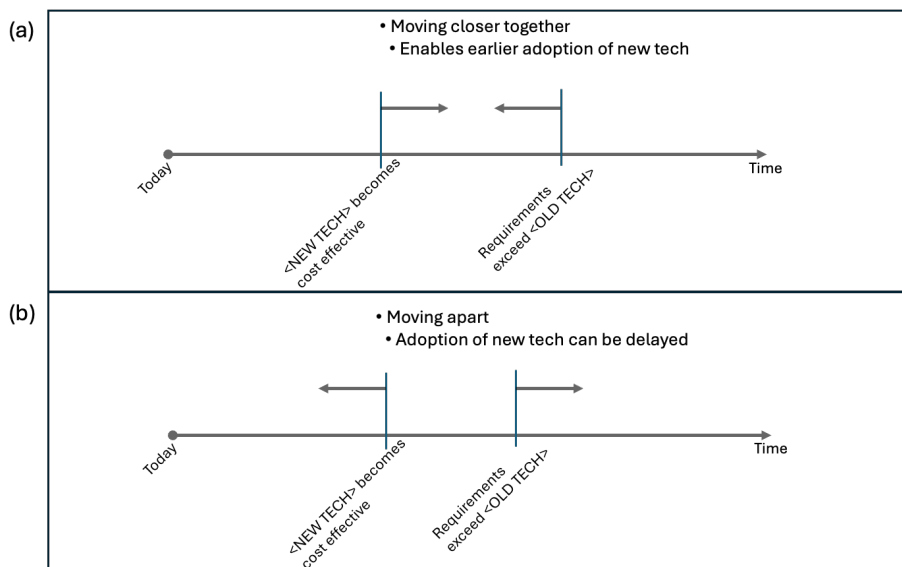 (a)
• Moving closer together
• Enables earlier adoption of new tech
Today
<NEW TECH> becomes
cost effective
Requirements
exceed <OLD TECH>
Time
(b)
• Moving apart
• Adoption of new tech can be delayed
Today
<NEW TECH> becomes
cost effective
Requirements
exceed <OLD TECH>
Time